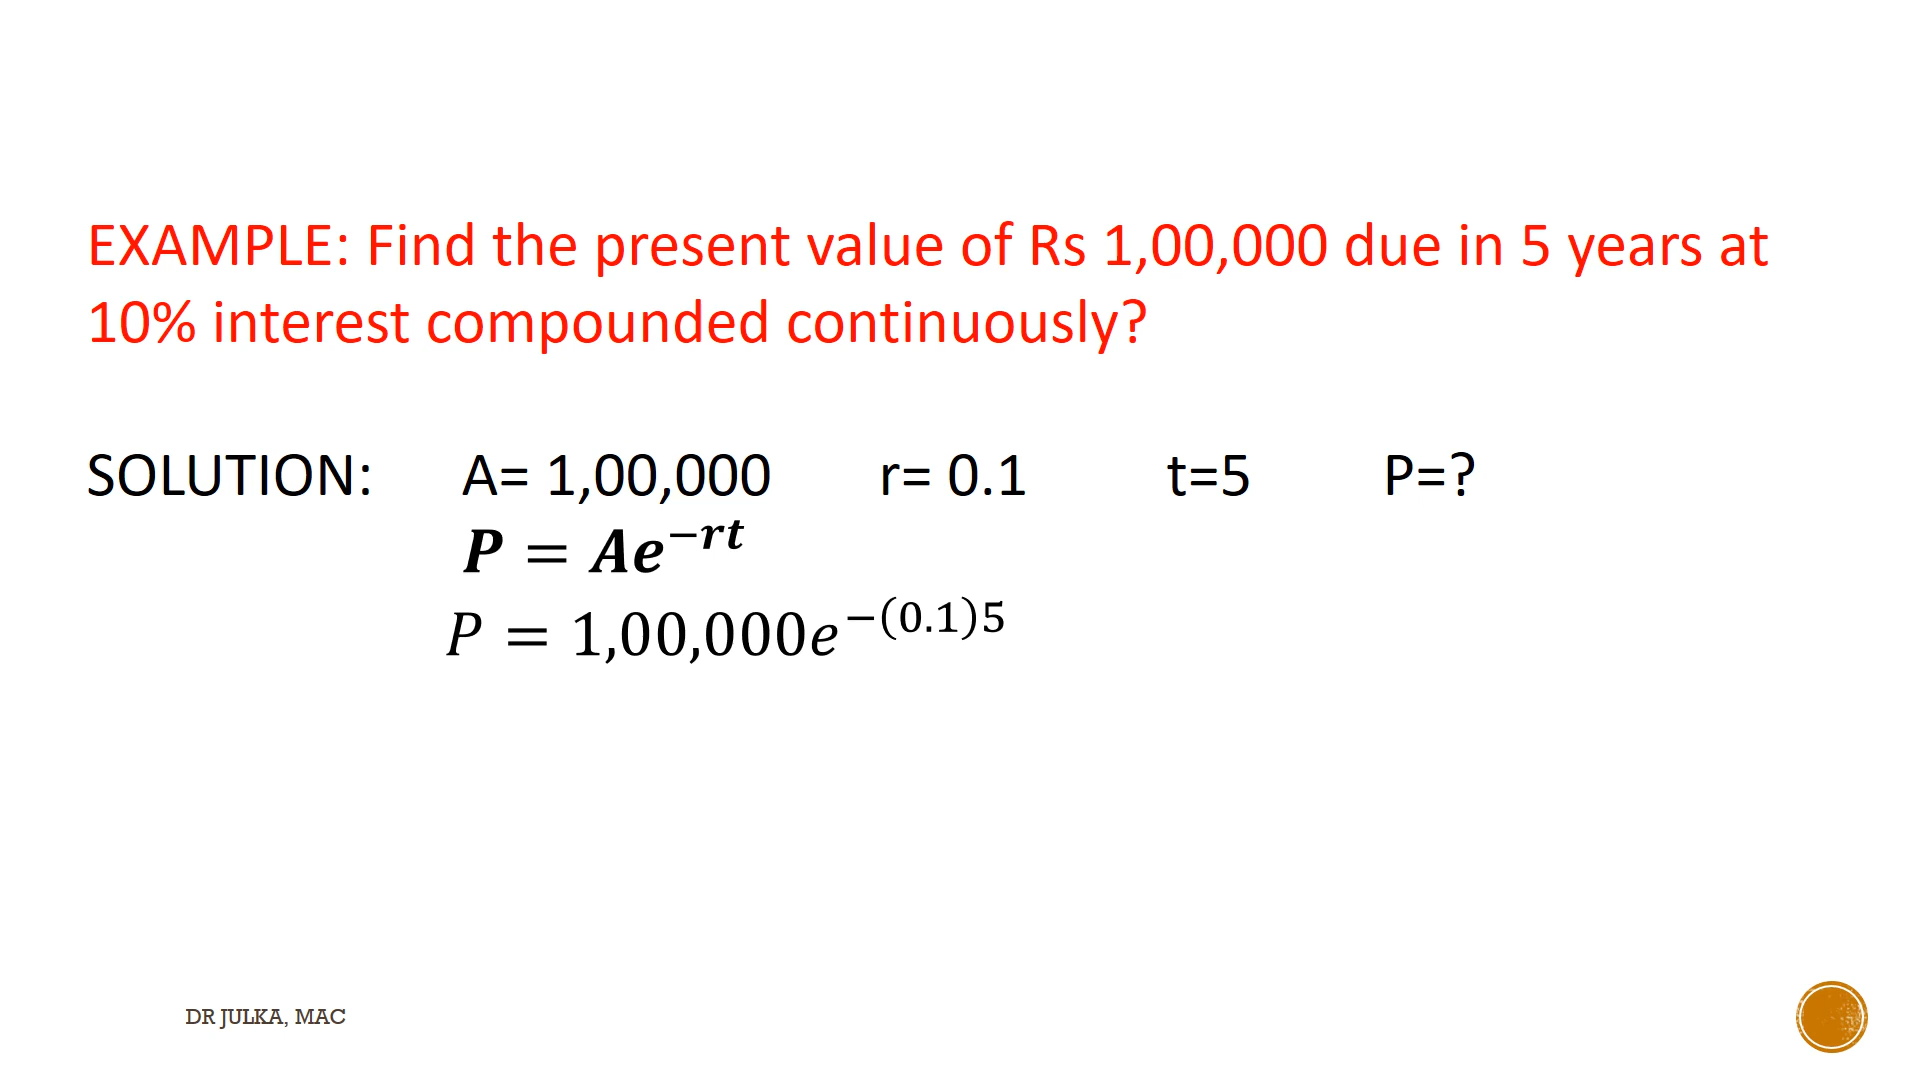 EXAMPLE: Find the present value of Rs 1,00,000 due in 5 years at
10% interest compounded continuously?
SOLUTION: A= 1,00,000 r= 0.1 t=5 P=?
𝑷 = 𝑨𝒆^{−𝒓𝒕}
𝑃 = 1,00,000𝑒^{−(0.1)5}
DR JULKA, MAC